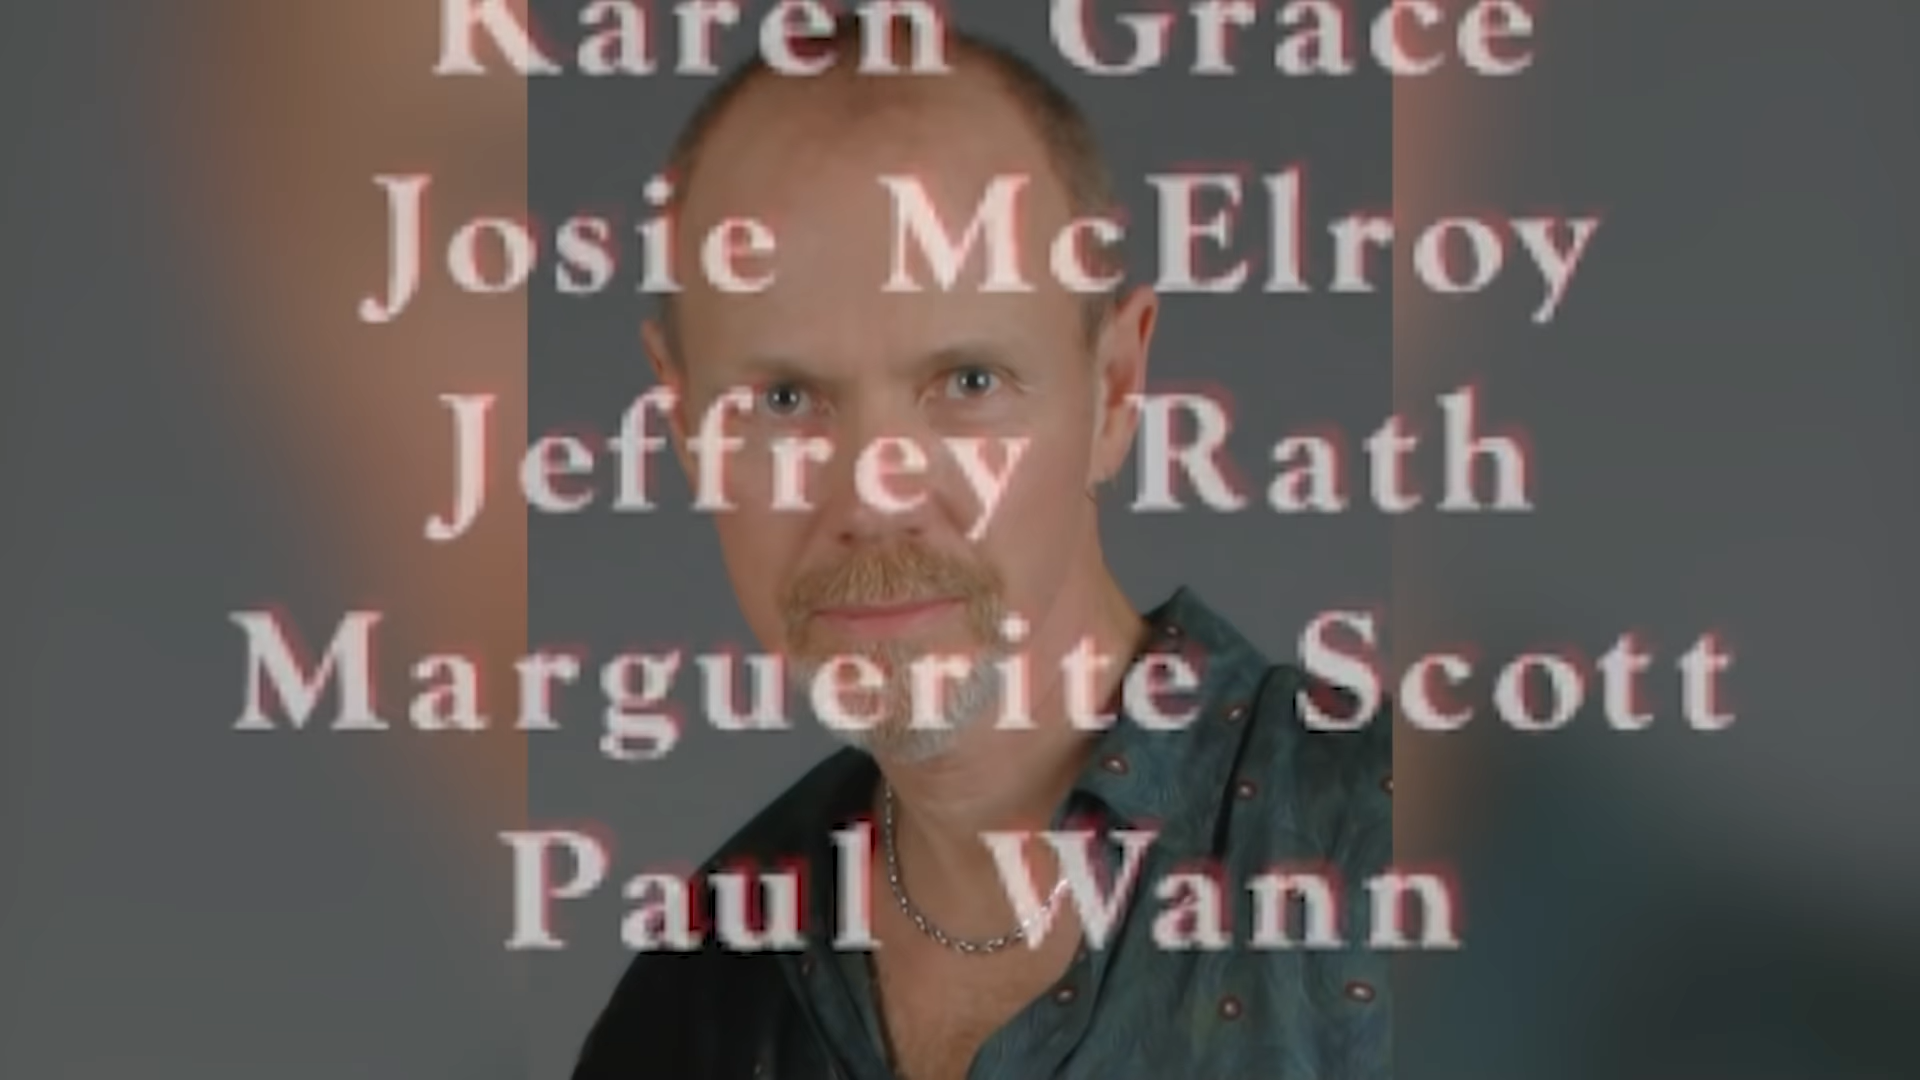 Karen Grace
Josie McElroy
Jeffrey Rath
Marguerite Scott
Paul Wann